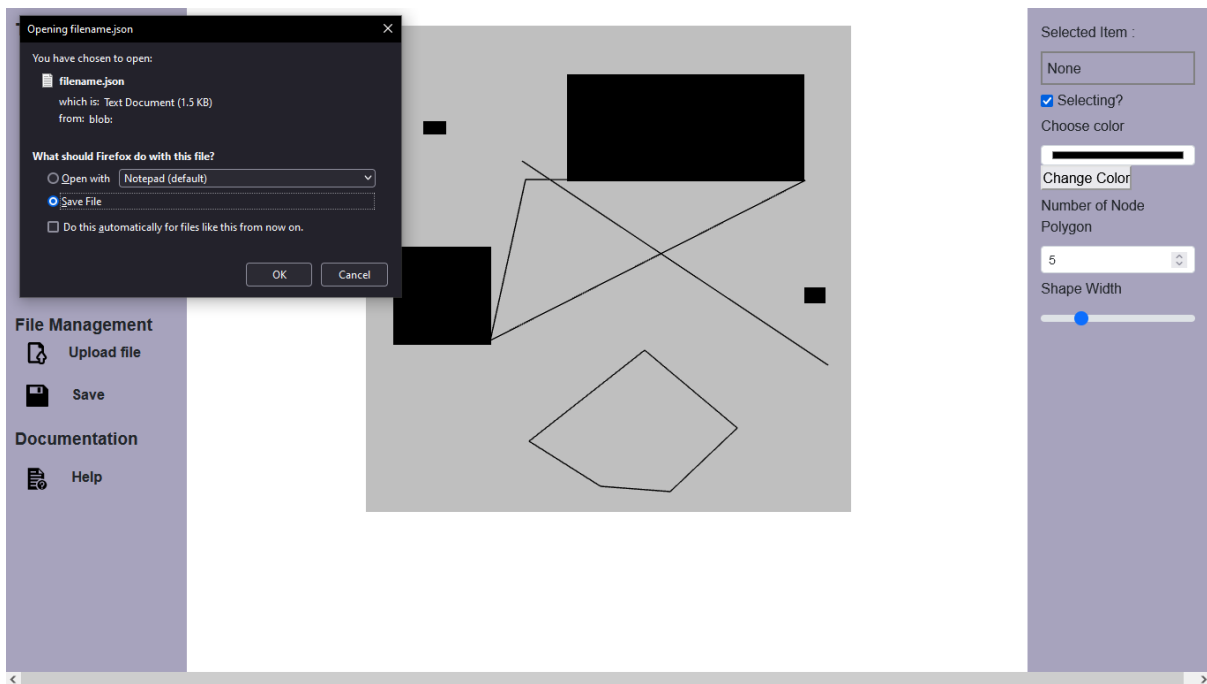 Opening filename.json
You have chosen to open:
filename.json
which is: Text Document (1.5 KB)
from: blob:
What should Firefox do with this file?
Open with Notepad (default)
Save File
Do this automatically for files like this from now on.
OK Cancel
File Management
Upload file
Save
Documentation
Help
Selected Item :
None
Selecting?
Choose color
Change Color
Number of Node
Polygon
5
Shape Width